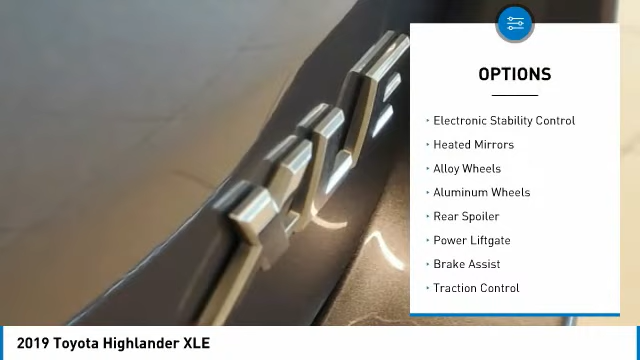 XLE
OPTIONS
Electronic Stability Control
Heated Mirrors
Alloy Wheels
Aluminum Wheels
Rear Spoiler
Power Liftgate
Brake Assist
Traction Control
2019 Toyota Highlander XLE